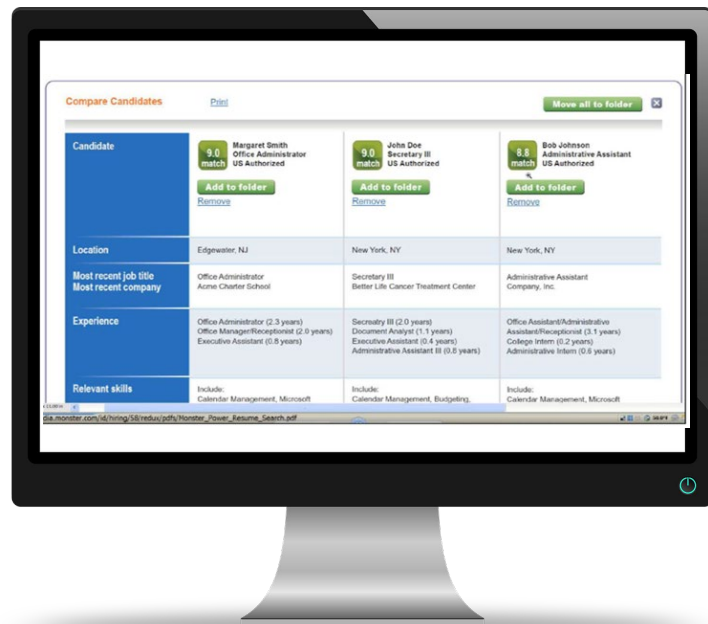 Compare Candidates
Print
Move all to folder
Candidate
9.0 match
Margaret Smith
Office Administrator
US Authorized
Add to folder
Remove
9.0 match
John Doe
Secretary III
US Authorized
Add to folder
Remove
8.8 match
Bob Johnson
Administrative Assistant
US Authorized
Add to folder
Remove
Location
Edgewater, NJ
New York, NY
New York, NY
Most recent job title
Most recent company
Office Administrator
Acme Charter School
Secretary III
Better Life Cancer Treatment Center
Administrative Assistant
Company, Inc.
Experience
Office Administrator (2.3 years)
Office Manager/Receptionist (2.0 years)
Executive Assistant (0.8 years)
Secreatry III (2.0 years)
Document Analyst (1.1 years)
Executive Assistant (0.4 years)
Administrative Assistant III (0.8 years)
Office Assistant/Administrative
Assistant/Receptionist (3.1 years)
College Intern (0.2 years)
Administrative Intern (0.6 years)
Relevant skills
Include:
Calendar Management, Microsoft
Include:
Calendar Management, Budgeting,
Include:
Calendar Management, Microsoft
dia.monster.com/id/hiring/58/redux/pdfs/Monster_Power_Resume_Search.pdf